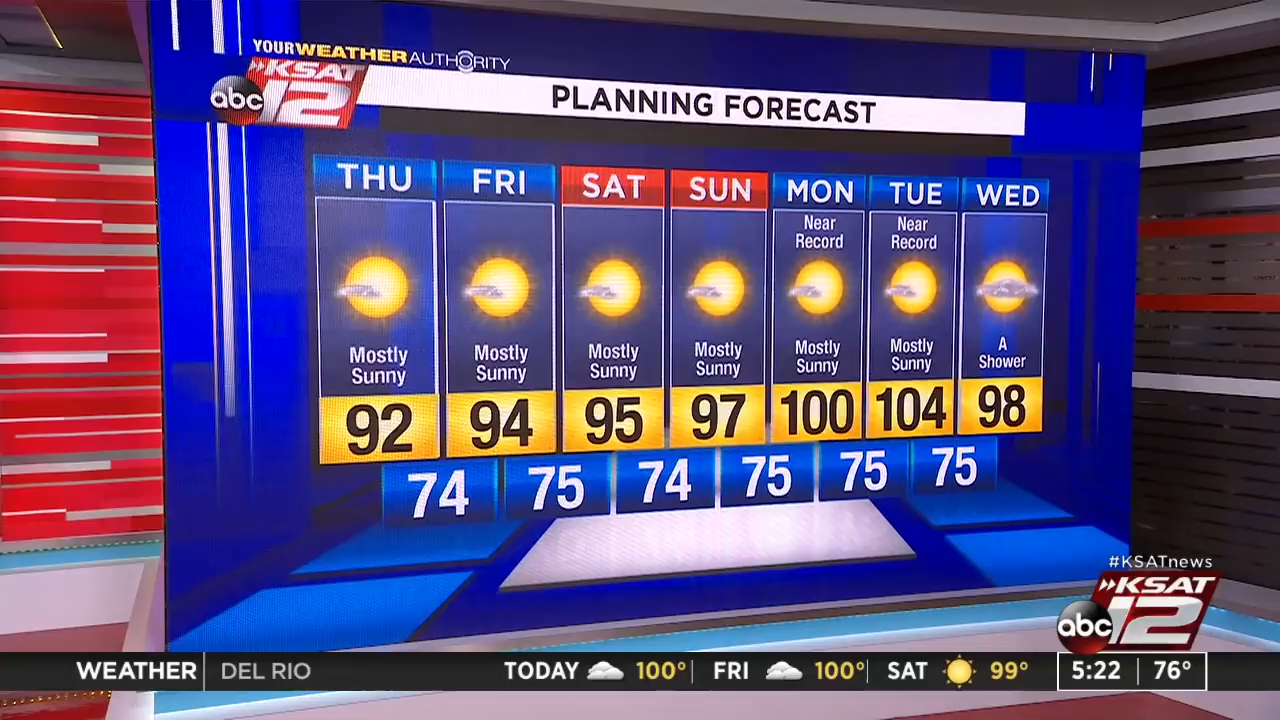 YOURWEATHERAUTHORITY
»KSAT
abc 12
PLANNING FORECAST
THU FRI SAT SUN MON TUE WED
Near Record
Near Record
Mostly Sunny
Mostly Sunny
Mostly Sunny
Mostly Sunny
Mostly Sunny
Mostly Sunny
A Shower
92 94 95 97 100 104 98
74 75 74 75 75 75
#KSATnews
»KSAT
abc 12
WEATHER DEL RIO TODAY 100° FRI 100° SAT 99° 5:22 76°